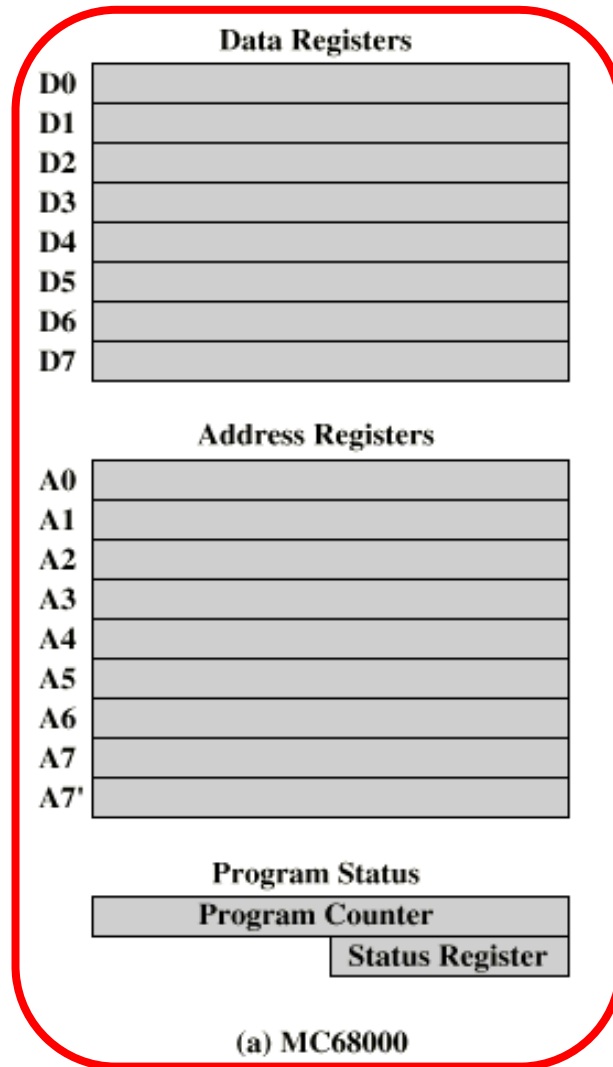 Data Registers
D0
D1
D2
D3
D4
D5
D6
D7
Address Registers
A0
A1
A2
A3
A4
A5
A6
A7
A7'
Program Status
Program Counter
Status Register
(a) MC68000